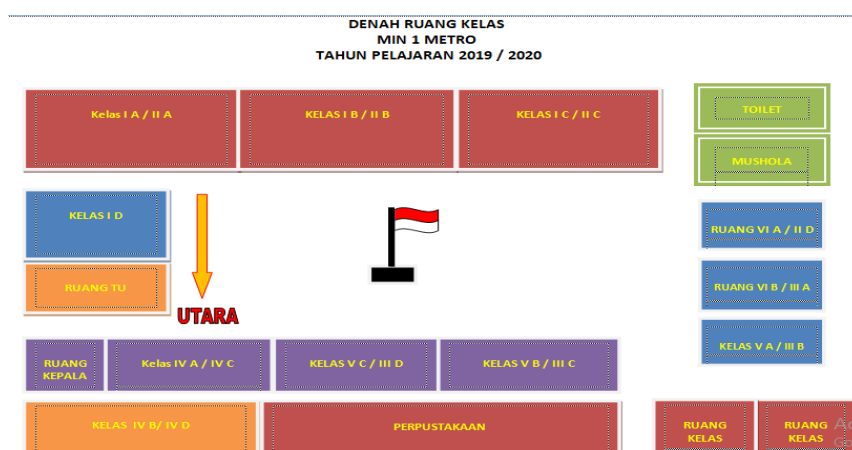 DENAH RUANG KELAS
MIN 1 METRO
TAHUN PELAJARAN 2019 / 2020
Kelas I A / II A
KELAS I B / II B
KELAS I C / II C
TOILET
MUSHOLA
KELAS I D
RUANG TU
UTARA
RUANG VI A / II D
RUANG VI B / III A
KELAS V A / III B
RUANG
KEPALA
Kelas IV A / IV C
KELAS V C / III D
KELAS V B / III C
KELAS IV B/ IV D
PERPUSTAKAAN
RUANG
KELAS
RUANG
KELAS